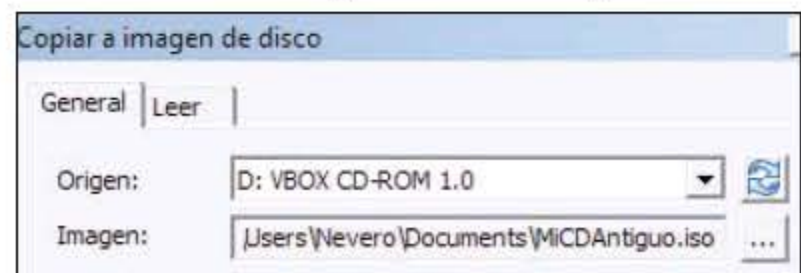 Copiar a imagen de disco
General Leer
Origen: D: VBOX CD-ROM 1.0
Imagen: \Users\Nevero\Documents\MiCDAntiguo.iso ...